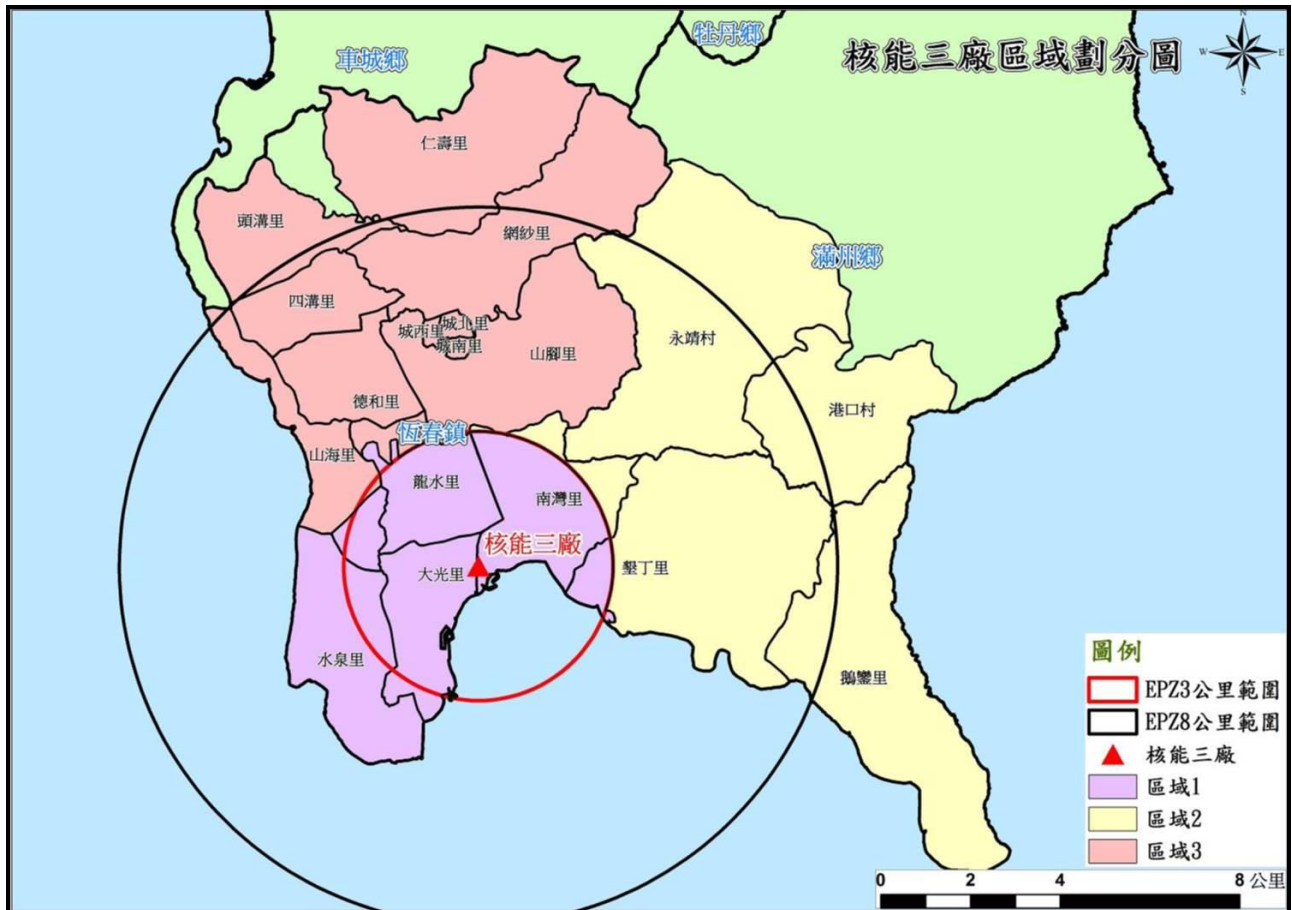 核能三廠區域劃分圖
N
W
E
S
牡丹鄉
車城鄉
仁壽里
頭溝里
網紗里
滿州鄉
四溝里
城西里
城北里
城南里
永靖村
山腳里
德和里
港口村
恆春鎮
山海里
龍水里
南灣里
核能三廠
大光里
墾丁里
水泉里
鵝鑾里
圖例
EPZ3公里範圍
EPZ8公里範圍
核能三廠
區域1
區域2
區域3
0 2 4 8 公里